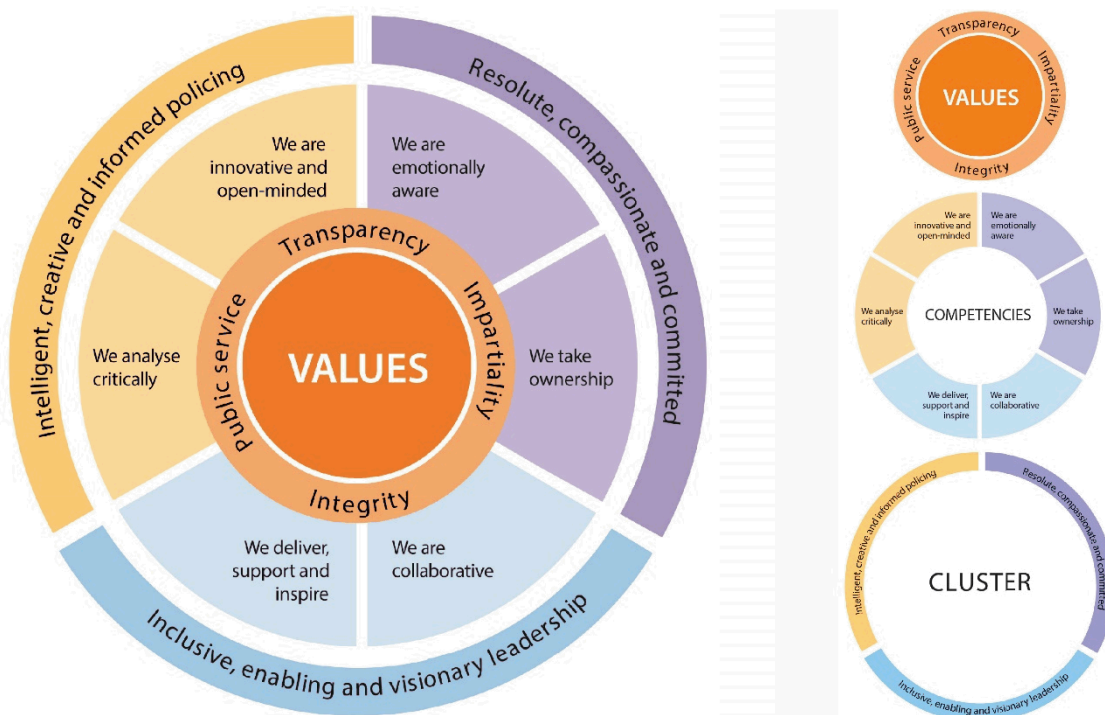 Intelligent, creative and informed policing
Resolute, compassionate and committed
Inclusive, enabling and visionary leadership
We are
innovative and
open-minded
We are
emotionally
aware
We analyse
critically
We take
ownership
We deliver,
support and
inspire
We are
collaborative
Transparency
Impartiality
Integrity
Public service
VALUES
Transparency
Impartiality
Integrity
Public service
VALUES
We are
innovative and
open-minded
We are
emotionally
aware
We analyse
critically
COMPETENCIES
We take
ownership
We deliver,
support and
inspire
We are
collaborative
Intelligent, creative and informed policing
Resolute, compassionate and committed
CLUSTER
Inclusive, enabling and visionary leadership